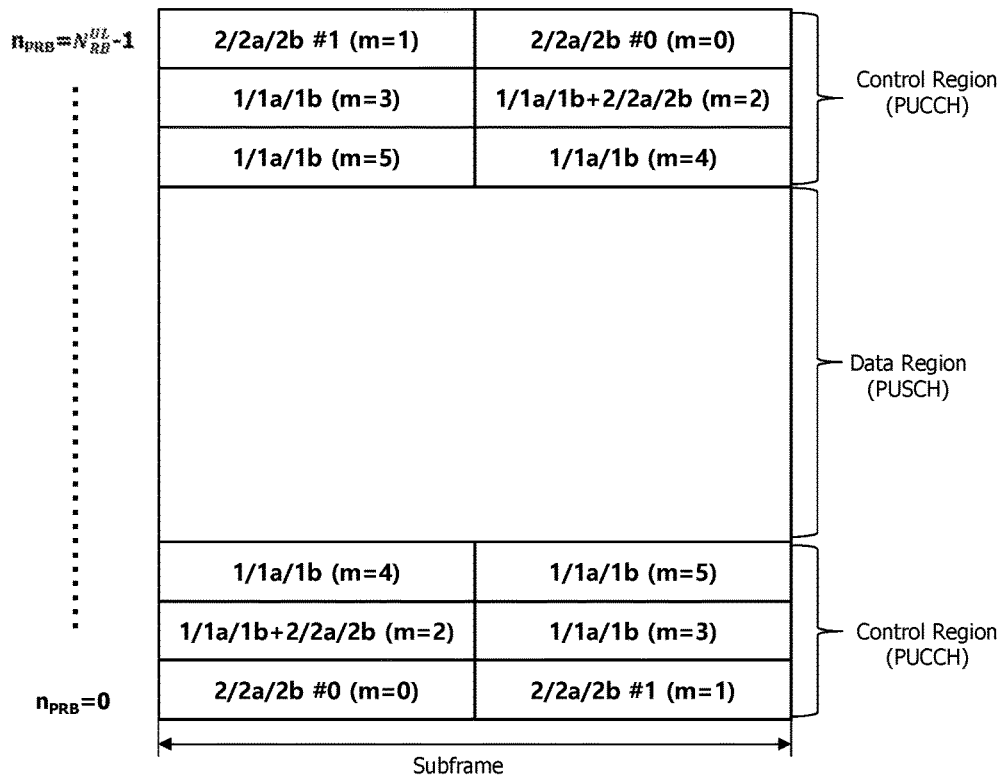 n_PRB=N_RB^UL-1
2/2a/2b #1 (m=1)
2/2a/2b #0 (m=0)
1/1a/1b (m=3)
1/1a/1b+2/2a/2b (m=2)
1/1a/1b (m=5)
1/1a/1b (m=4)
Control Region
(PUCCH)
Data Region
(PUSCH)
1/1a/1b (m=4)
1/1a/1b (m=5)
1/1a/1b+2/2a/2b (m=2)
1/1a/1b (m=3)
2/2a/2b #0 (m=0)
2/2a/2b #1 (m=1)
Control Region
(PUCCH)
n_PRB=0
Subframe